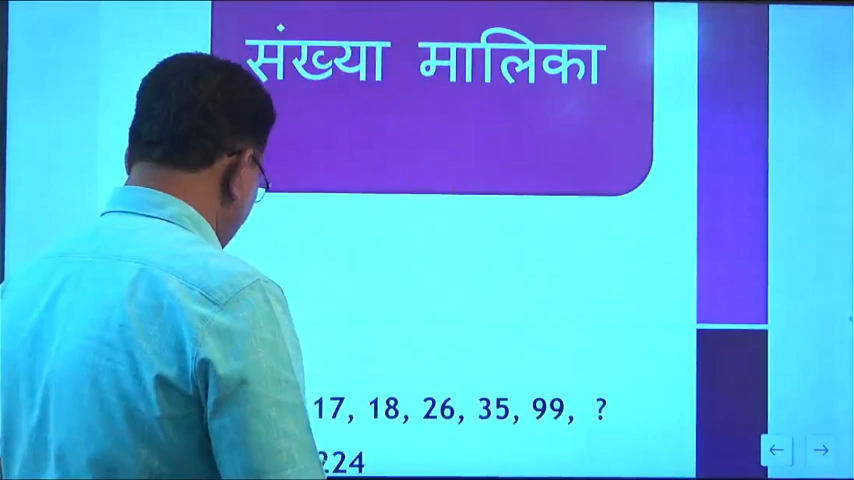 संख्या मालिका
17, 18, 26, 35, 99, ?
224